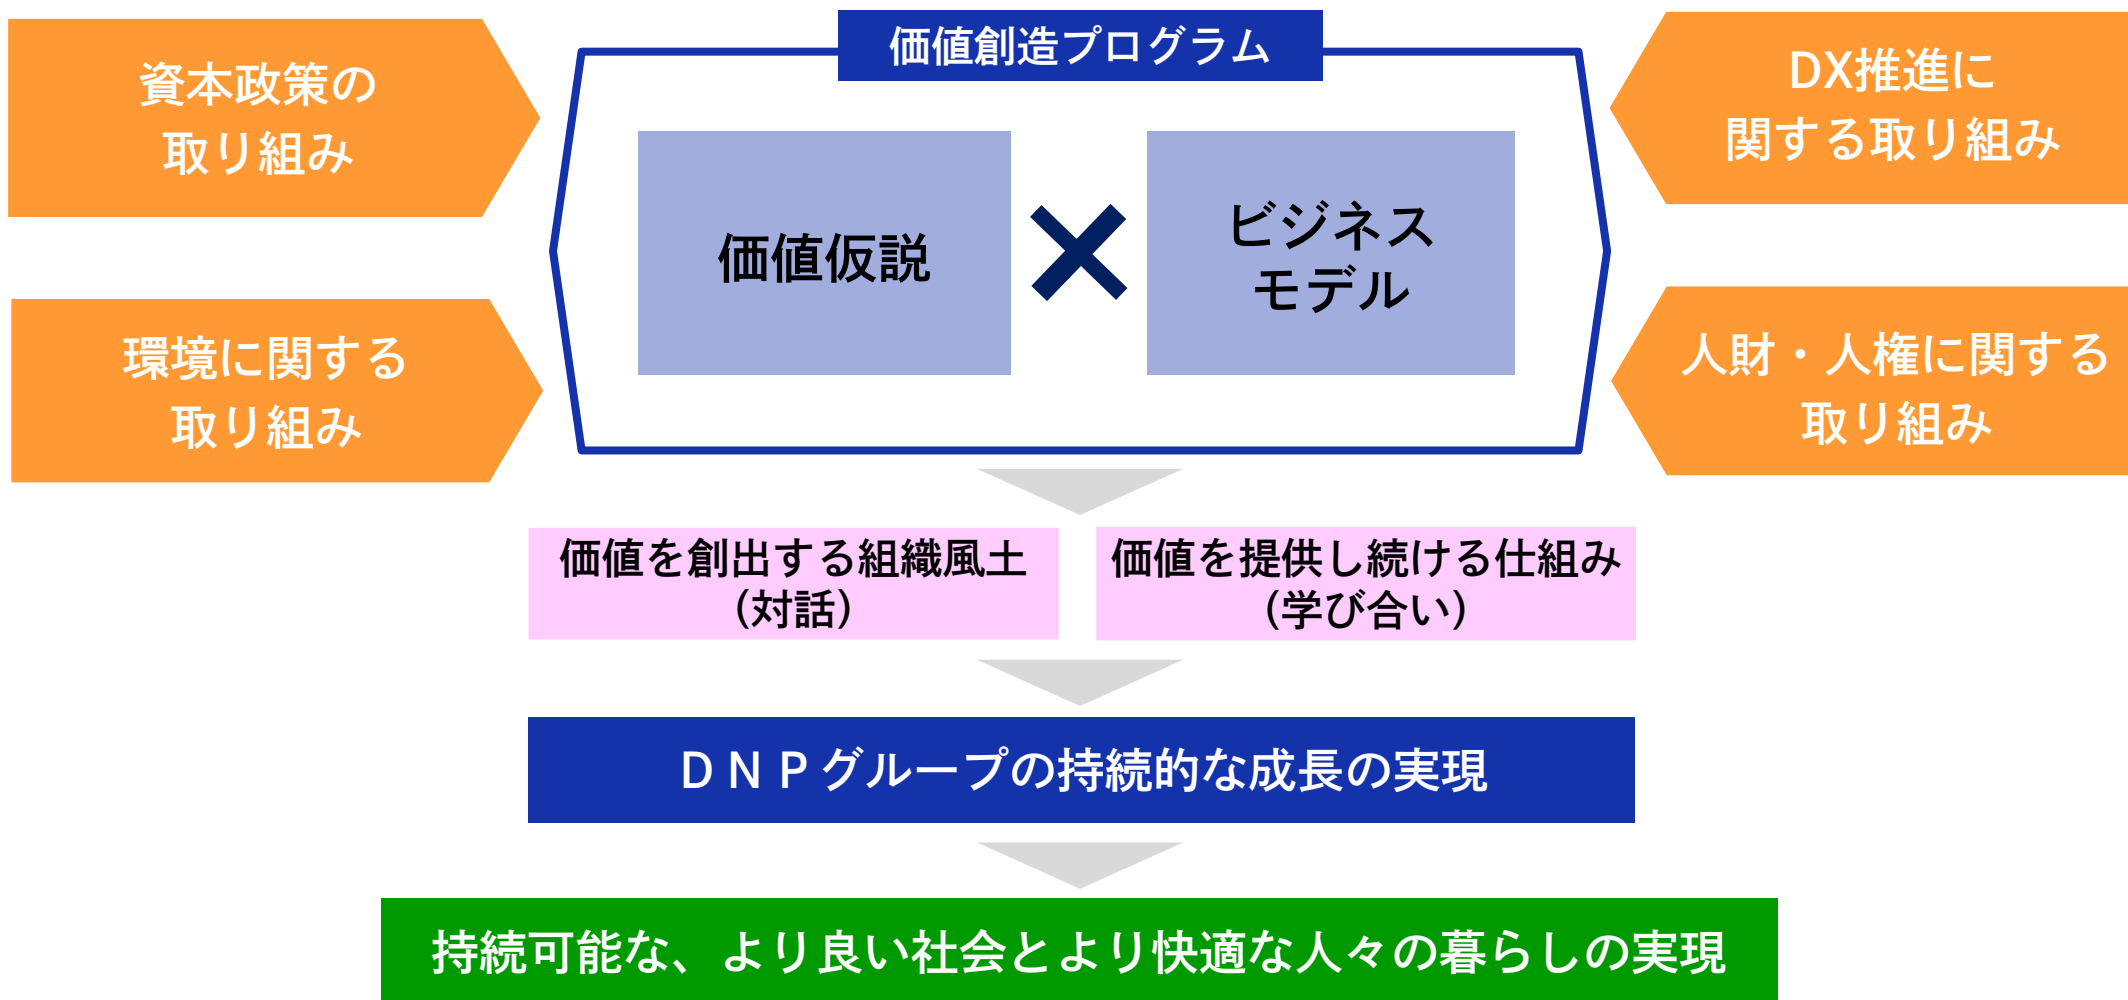 価値創造プログラム
資本政策の
取り組み
環境に関する
取り組み
価値仮説
ビジネス
モデル
DX推進に
関する取り組み
人財・人権に関する
取り組み
価値を創出する組織風土
（対話）
価値を提供し続ける仕組み
（学び合い）
ＤＮＰグループの持続的な成長の実現
持続可能な、より良い社会とより快適な人々の暮らしの実現